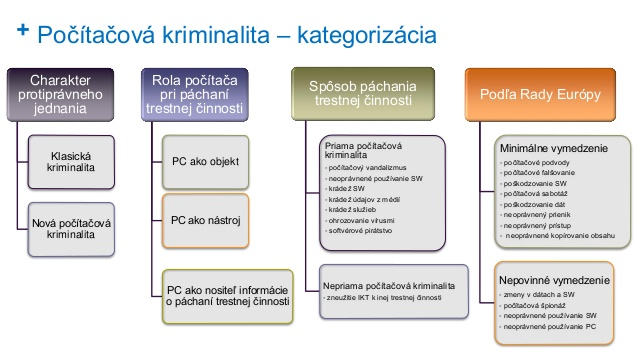 + Počítačová kriminalita – kategorizácia
Charakter
protiprávneho
jednania
Klasická
kriminalita
Nová počítačová
kriminalita
Rola počítača
pri páchaní
trestnej činnosti
PC ako objekt
PC ako nástroj
PC ako nositeľ informácie
o páchaní trestnej činnosti
Spôsob páchania
trestnej činnosti
Priama počítačová
kriminalita
• počítačový vandalizmus
• neoprávnené používanie SW
• krádež SW
• krádež údajov z médií
• krádež služieb
• ohrozovanie vírusmi
• softvérové pirátstvo
Nepriama počítačová kriminalita
• zneužitie IKT k inej trestnej činnosti
Podľa Rady Európy
Minimálne vymedzenie
• počítačové podvody
• počítačové falšovanie
• poškodzovanie SW
• počítačová sabotáž
• poškodzovanie dát
• neoprávnený prienik
• neoprávnený prístup
• neoprávnené kopírovanie obsahu
Nepovinné vymedzenie
• zmeny v dátach a SW
• počítačová špionáž
• neoprávnené používanie SW
• neoprávnené používanie PC